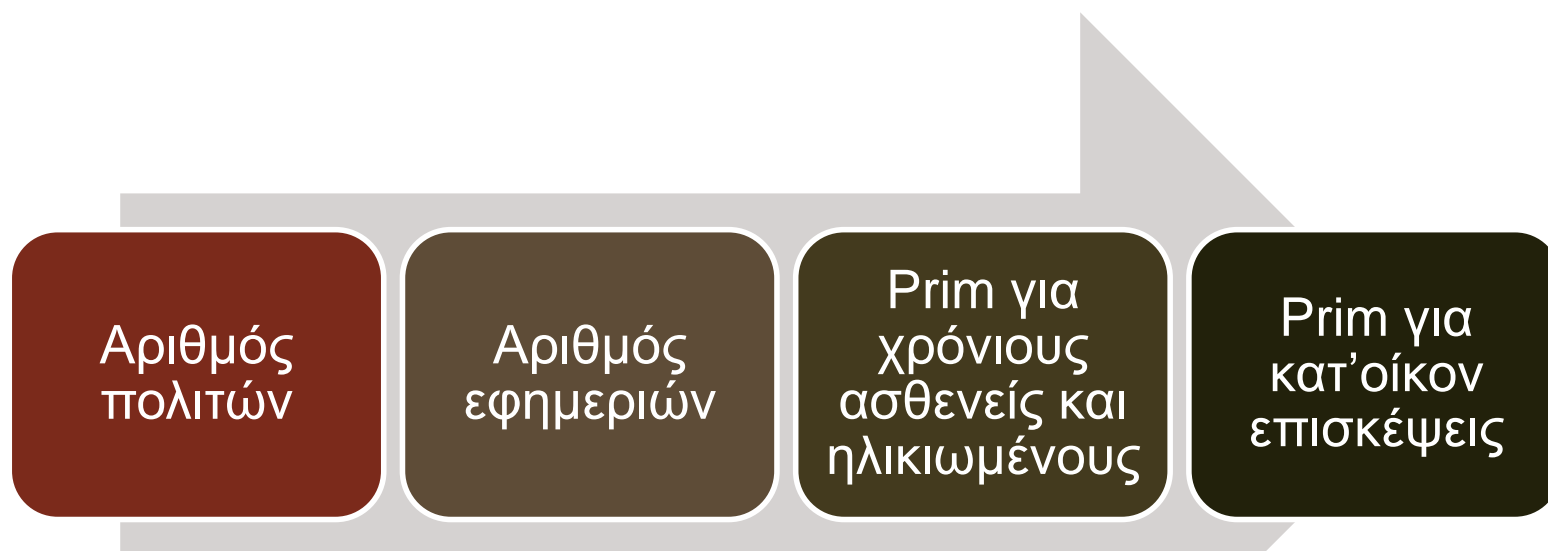 Αριθμός
πολιτών
Αριθμός
εφημεριών
Prim για
χρόνιους
ασθενείς και
ηλικιωμένους
Prim για
κατ’οίκον
επισκέψεις